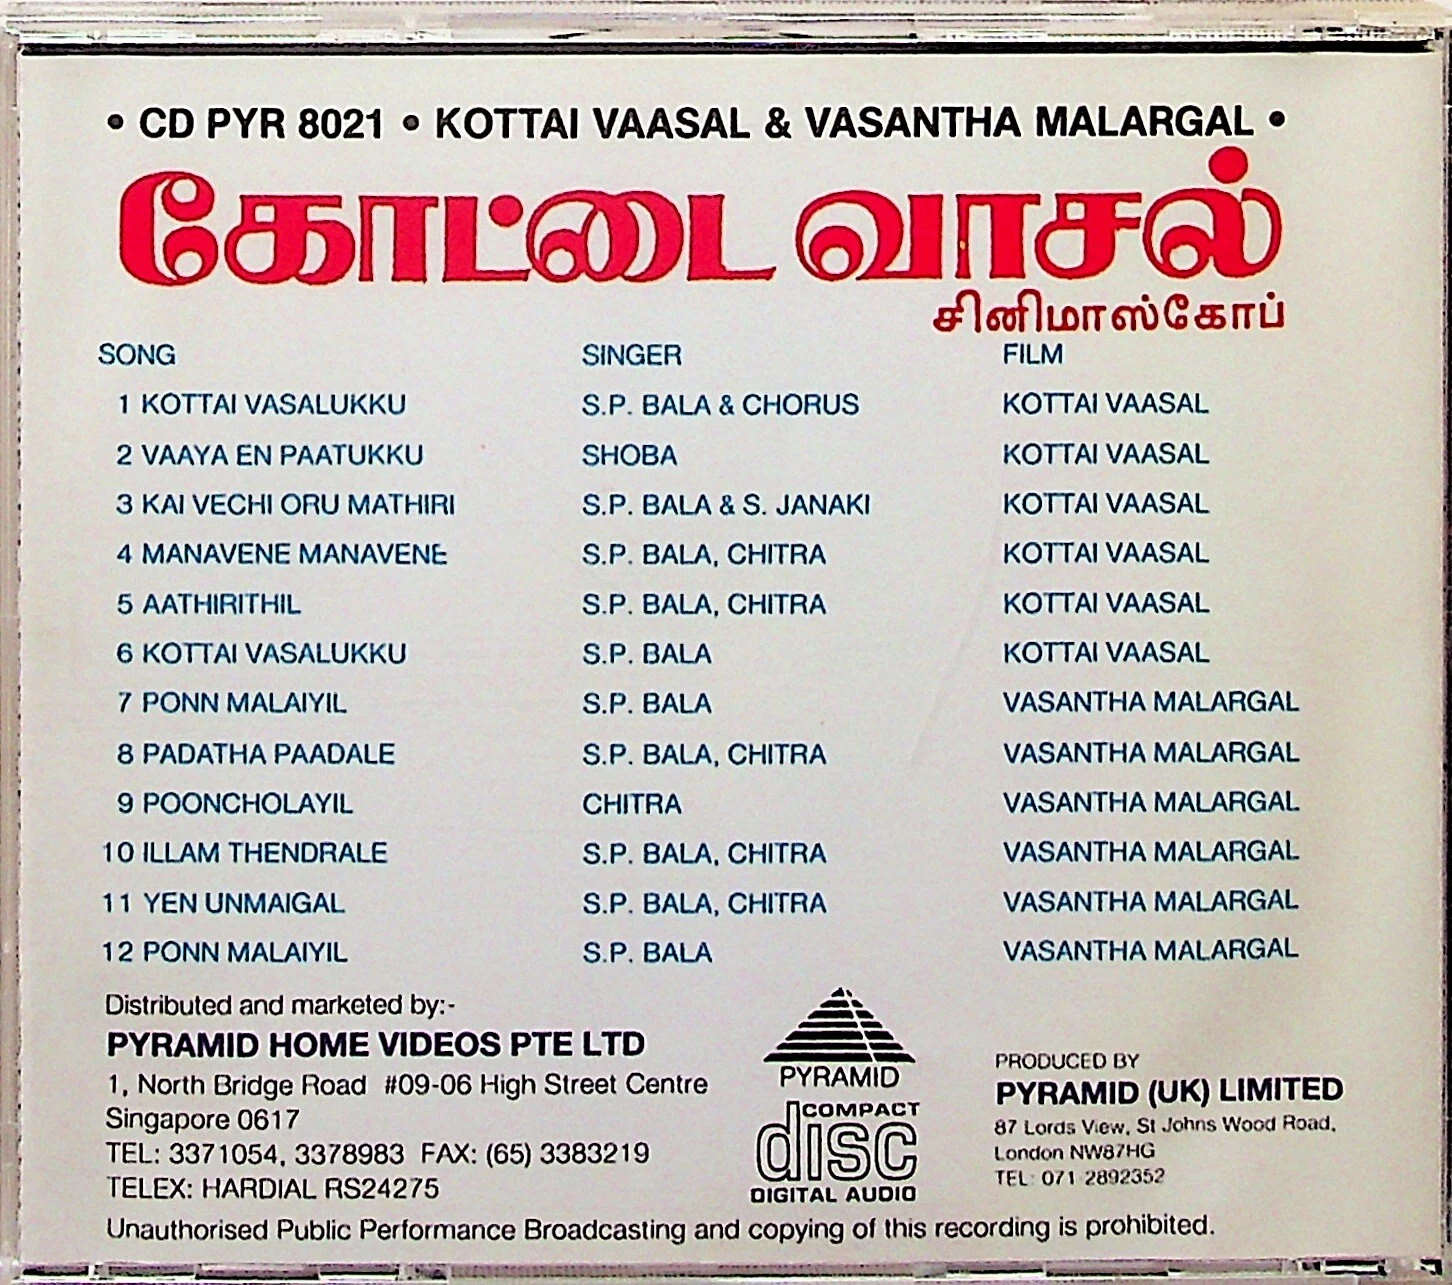 • CD PYR 8021 • KOTTAI VAASAL & VASANTHA MALARGAL •
கோட்டை வாசல்
சினிமாஸ்கோப்
SONG SINGER FILM
1 KOTTAI VASALUKKU S.P. BALA & CHORUS KOTTAI VAASAL
2 VAAYA EN PAATUKKU SHOBA KOTTAI VAASAL
3 KAI VECHI ORU MATHIRI S.P. BALA & S. JANAKI KOTTAI VAASAL
4 MANAVENE MANAVENE S.P. BALA, CHITRA KOTTAI VAASAL
5 AATHIRITHIL S.P. BALA, CHITRA KOTTAI VAASAL
6 KOTTAI VASALUKKU S.P. BALA KOTTAI VAASAL
7 PONN MALAIYIL S.P. BALA VASANTHA MALARGAL
8 PADATHA PAADALE S.P. BALA, CHITRA VASANTHA MALARGAL
9 POONCHOLAYIL CHITRA VASANTHA MALARGAL
10 ILLAM THENDRALE S.P. BALA, CHITRA VASANTHA MALARGAL
11 YEN UNMAIGAL S.P. BALA, CHITRA VASANTHA MALARGAL
12 PONN MALAIYIL S.P. BALA VASANTHA MALARGAL
Distributed and marketed by:-
PYRAMID HOME VIDEOS PTE LTD
1, North Bridge Road #09-06 High Street Centre
Singapore 0617
TEL: 3371054, 3378983 FAX: (65) 3383219
TELEX: HARDIAL RS24275
PYRAMID
COMPACT
disc
DIGITAL AUDIO
PRODUCED BY
PYRAMID (UK) LIMITED
87 Lords View, St Johns Wood Road,
London NW87HG
TEL: 071-2892352
Unauthorised Public Performance Broadcasting and copying of this recording is prohibited.